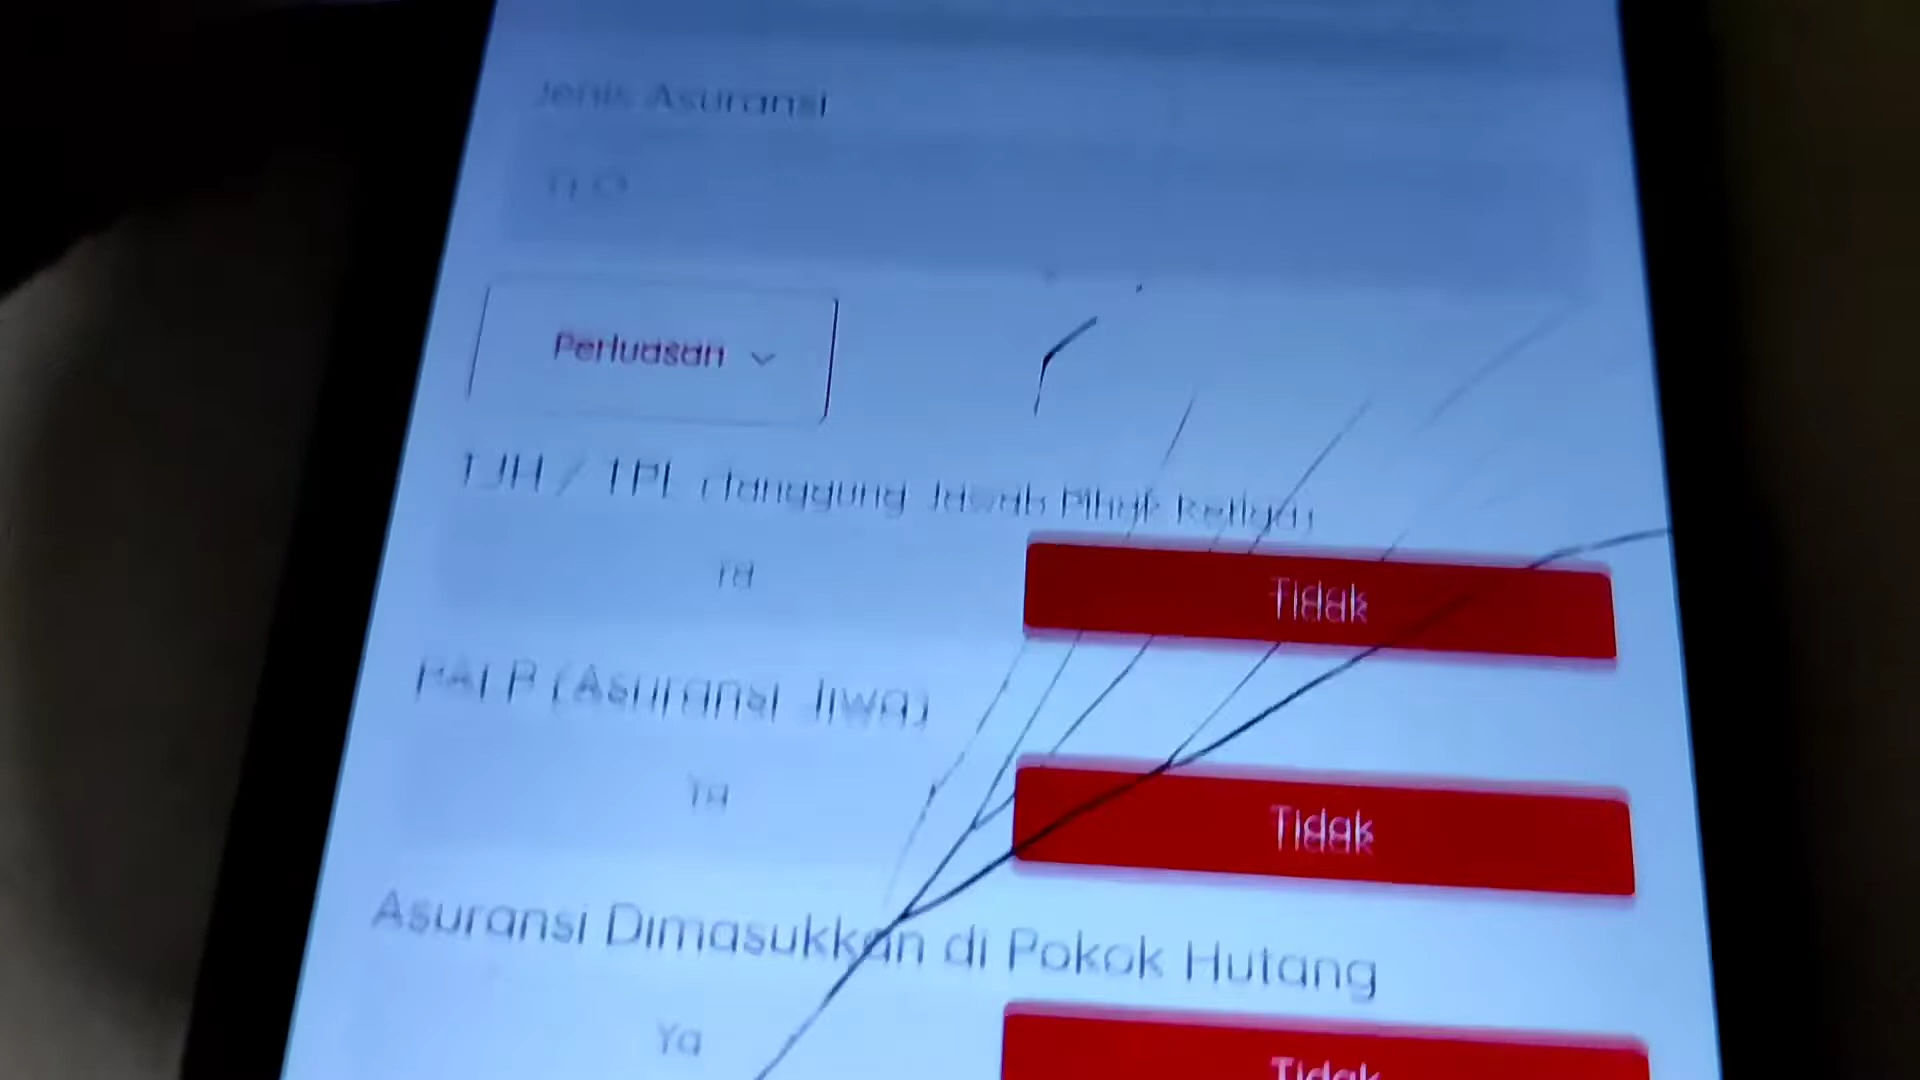 Jenis Asuransi
TLO
Perluasan
TJH / TPL (Tanggung Jawab Pihak Ketiga)
Ya
Tidak
(Asuransi Jiwa)
Ya
Tidak
Asuransi Dimasukkan di Pokok Hutang
Ya
Tidak